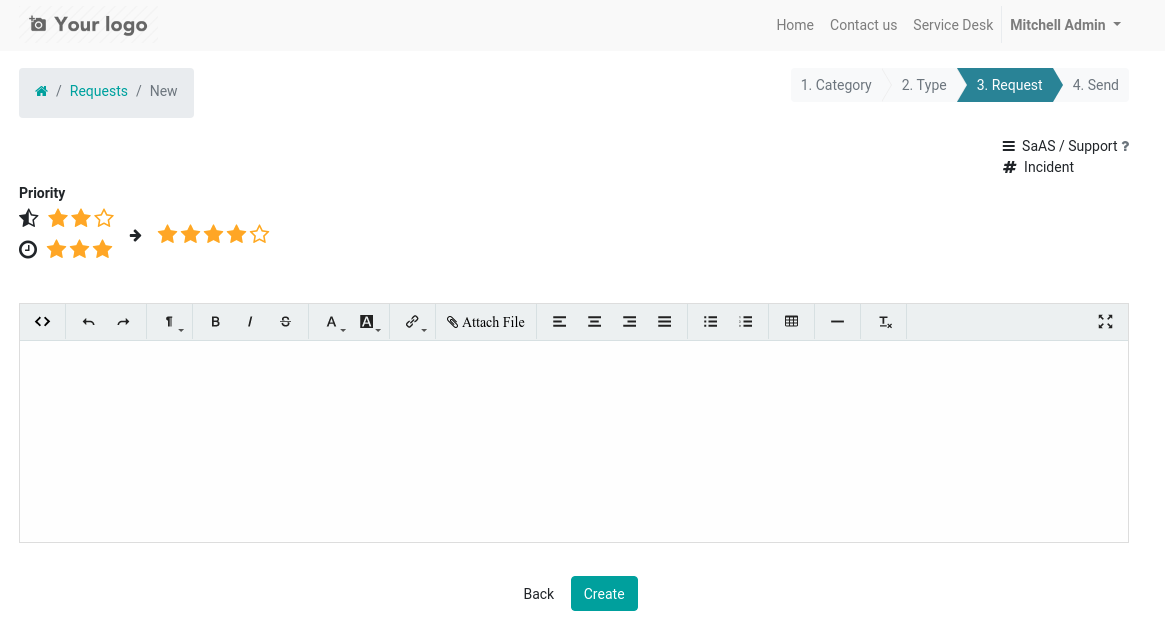 Your logo
Home Contact us Service Desk Mitchell Admin
/ Requests / New
1. Category 2. Type 3. Request 4. Send
SaAS / Support ?
# Incident
Priority
Attach File
Back Create